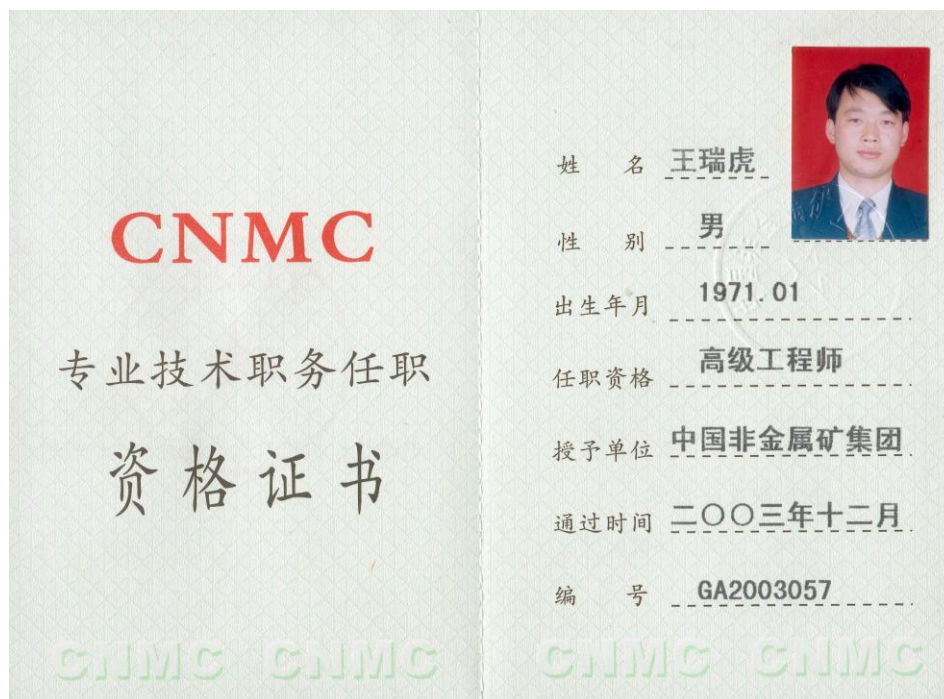 CNMC
专业技术职务任职
资格证书
CNMC CNMC
姓 名 王瑞虎
性 别 男
出生年月 1971.01
任职资格 高级工程师
授予单位 中国非金属矿集团
通过时间 二〇〇三年十二月
编 号 GA2003057
CNMC CNMC